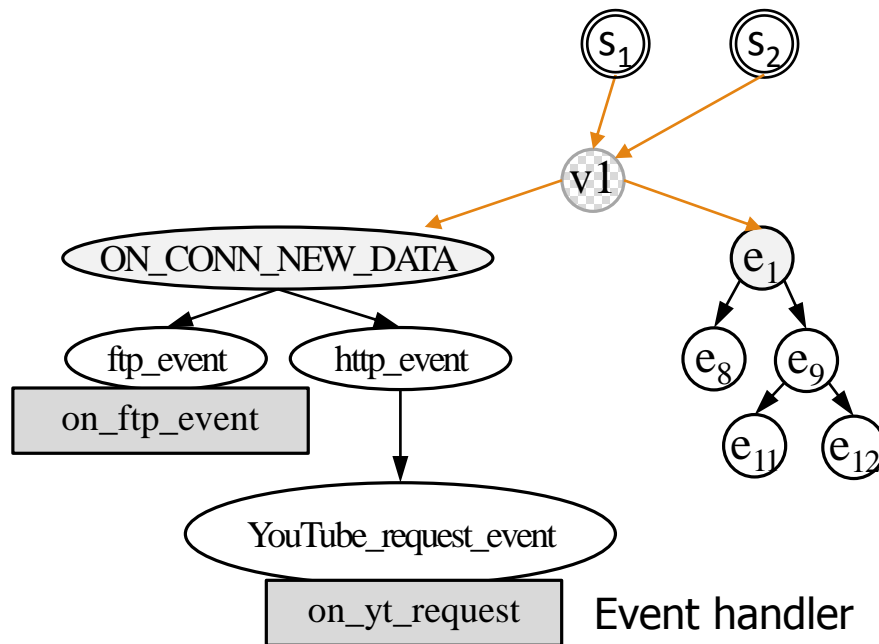 s1 s2
v1
ON_CONN_NEW_DATA e1
ftp_event http_event e8 e9
on_ftp_event e11 e12
YouTube_request_event
on_yt_request Event handler